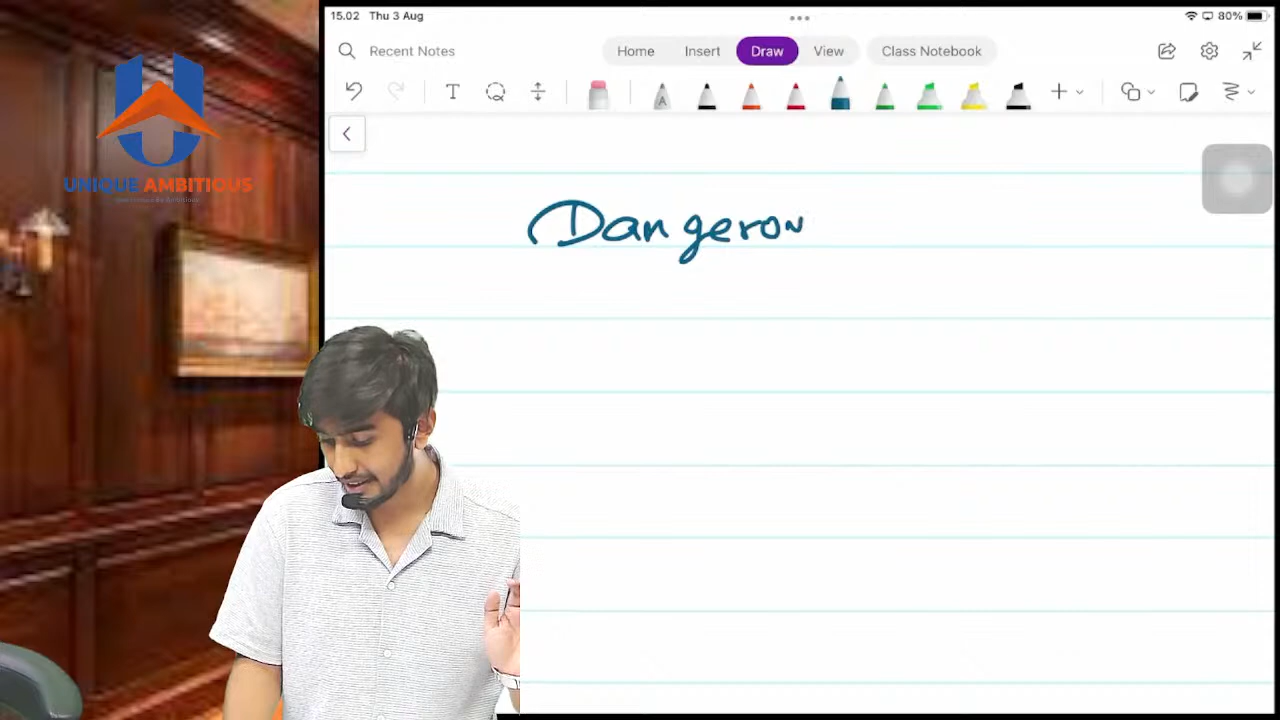 15.02 Thu 3 Aug
80%
Recent Notes
Home Insert Draw View Class Notebook
T A
UNIQUE AMBITIOUS
Dangerou